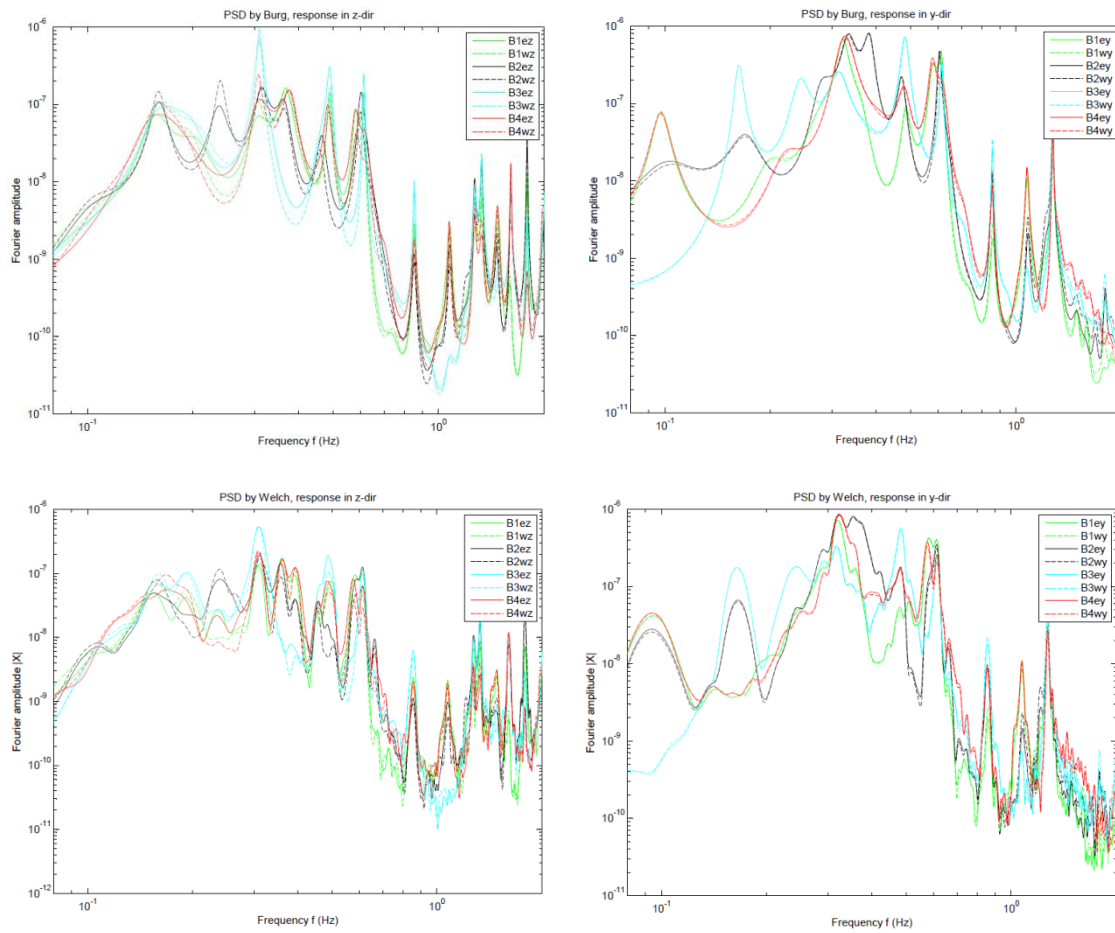 PSD by Burg, response in z-dir
10^-6
10^-7
10^-8
10^-9
10^-10
10^-11
Fourier amplitude
10^-1
10^0
Frequency f (Hz)
B1ez
B1wz
B2ez
B2wz
B3ez
B3wz
B4ez
B4wz
PSD by Burg, response in y-dir
10^-6
10^-7
10^-8
10^-9
10^-10
10^-11
Fourier amplitude
10^-1
10^0
Frequency f (Hz)
B1ey
B1wy
B2ey
B2wy
B3ey
B3wy
B4ey
B4wy
PSD by Welch, response in z-dir
10^-6
10^-7
10^-8
10^-9
10^-10
10^-11
10^-12
Fourier amplitude |X|
10^-1
10^0
Frequency f (Hz)
B1ez
B1wz
B2ez
B2wz
B3ez
B3wz
B4ez
B4wz
PSD by Welch, response in y-dir
10^-6
10^-7
10^-8
10^-9
10^-10
10^-11
Fourier amplitude |X|
10^-1
10^0
Frequency f (Hz)
B1ey
B1wy
B2ey
B2wy
B3ey
B3wy
B4ey
B4wy